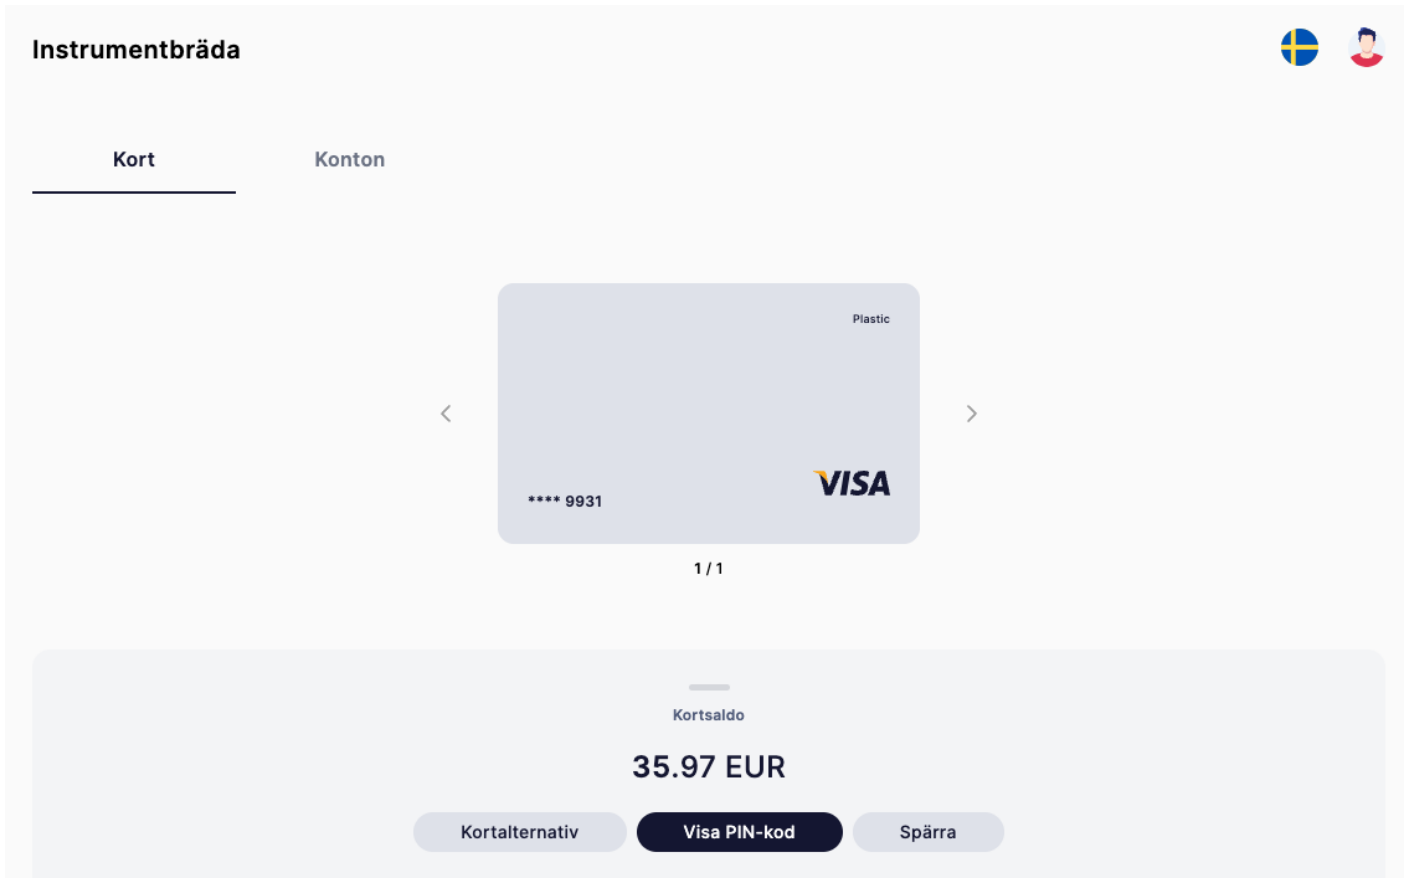 Instrumentbräda
Kort
Konton
Plastic
VISA
**** 9931
1 / 1
Kortsaldo
35.97 EUR
Kortalternativ
Visa PIN-kod
Spärra